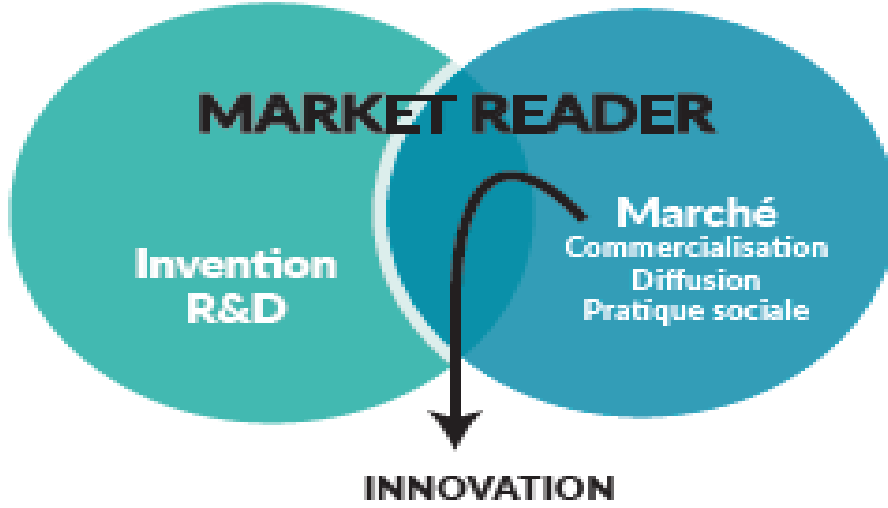 MARKET READER
Invention
R&D
Marché
Commercialisation
Diffusion
Pratique sociale
INNOVATION